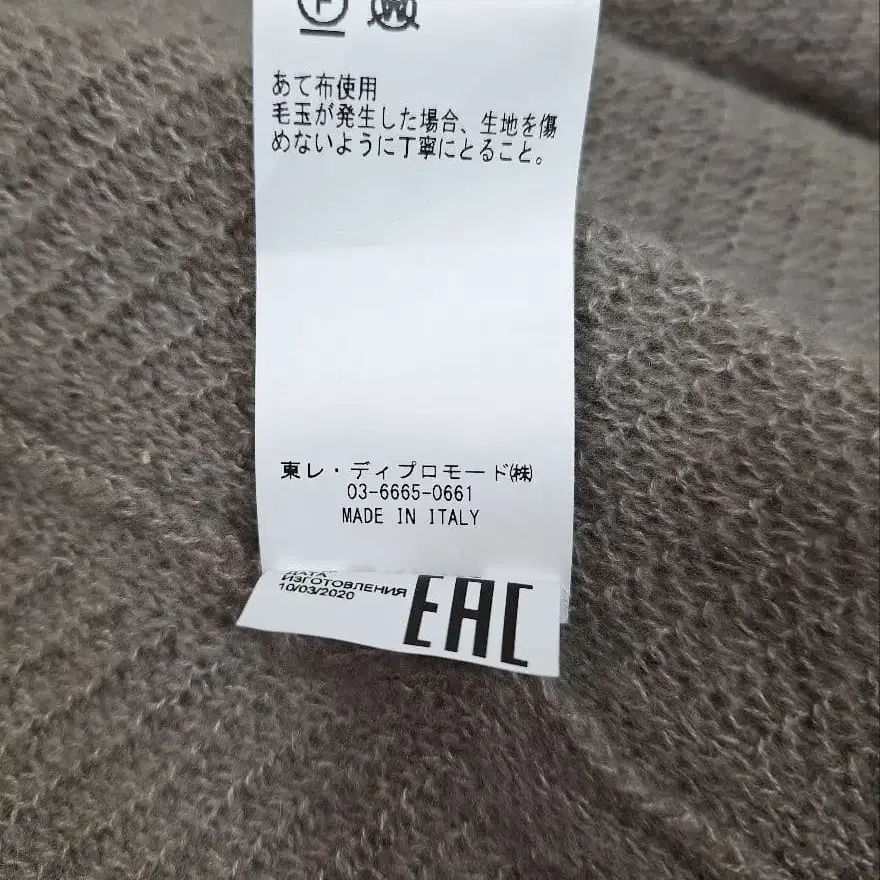 あて布使用
毛玉が発生した場合、生地を傷
めないように丁寧にとること。
東レ・ディプロモード㈱
03-6665-0661
MADE IN ITALY
ДАТА
ИЗГОТОВЛЕНИЯ
10/03/2020
EAC